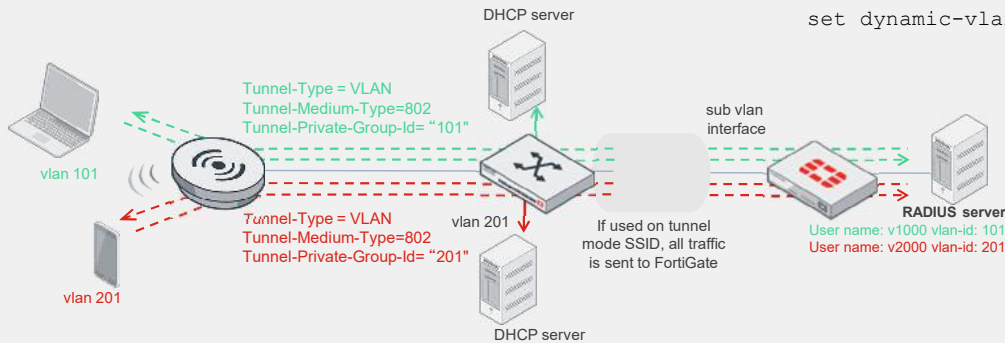 DHCP server
set dynamic-vla
Tunnel-Type = VLAN
Tunnel-Medium-Type=802
Tunnel-Private-Group-Id= “101"
sub vlan
interface
vlan 101
vlan 201
Tunnel-Type = VLAN
Tunnel-Medium-Type=802
Tunnel-Private-Group-Id= “201"
If used on tunnel
mode SSID, all traffic
is sent to FortiGate
RADIUS server
User name: v1000 vlan-id: 101
User name: v2000 vlan-id: 201
vlan 201
DHCP server